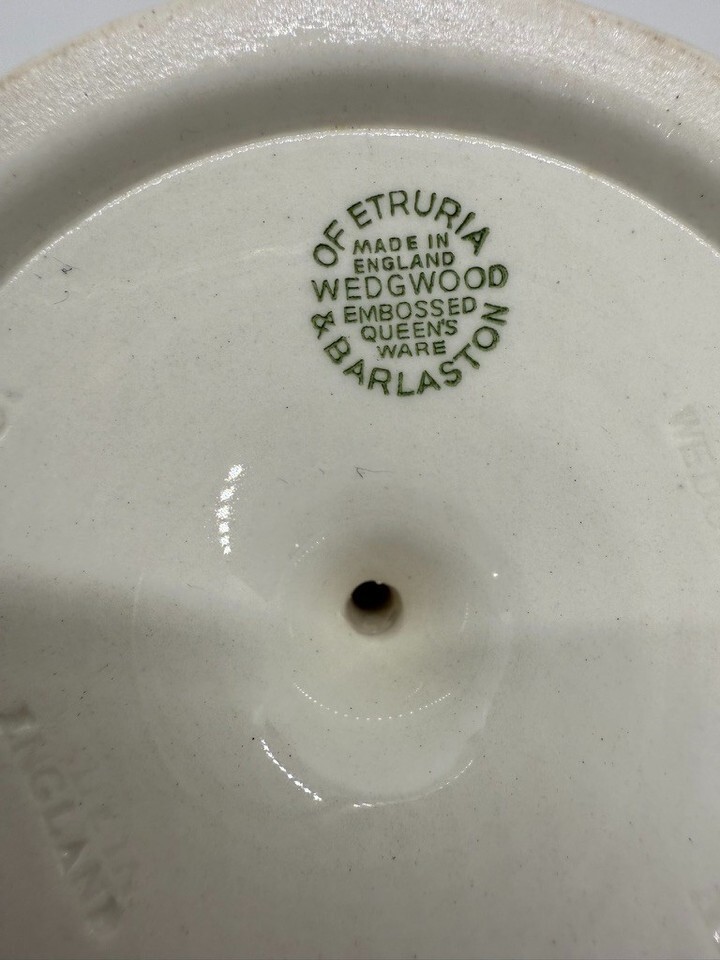 OF ETRURIA
MADE IN
ENGLAND
WEDGWOOD
EMBOSSED
QUEEN'S
WARE
& BARLASTON
ENGLAND